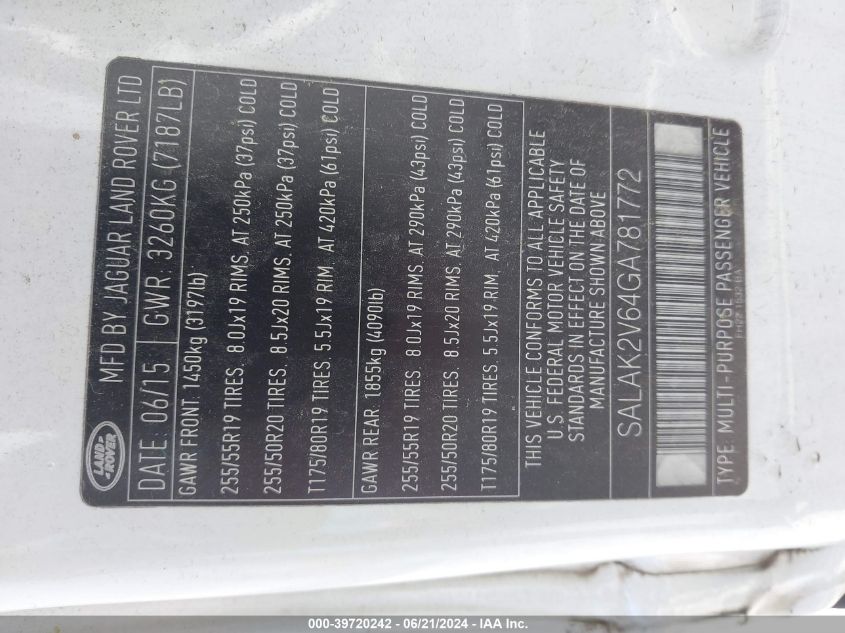 LAND
ROVER
MFD BY JAGUAR LAND ROVER LTD
DATE: 06/15 GWR: 3260KG (7187LB)
GAWR FRONT: 1450kg (3197lb)
255/55R19 TIRES. 8.0Jx19 RIMS. AT 250kPa (37psi) COLD
255/50R20 TIRES. 8.5Jx20 RIMS. AT 250kPa (37psi) COLD
T175/80R19 TIRES. 5.5Jx19 RIM. AT 420kPa (61psi) COLD
GAWR REAR: 1855kg (4090lb)
255/55R19 TIRES. 8.0Jx19 RIMS. AT 290kPa (43psi) COLD
255/50R20 TIRES. 8.5Jx20 RIMS. AT 290kPa (43psi) COLD
T175/80R19 TIRES. 5.5Jx19 RIM. AT 420kPa (61psi) COLD
THIS VEHICLE CONFORMS TO ALL APPLICABLE
U.S. FEDERAL MOTOR VEHICLE SAFETY
STANDARDS IN EFFECT ON THE DATE OF
MANUFACTURE SHOWN ABOVE
SALAK2V64GA781772
TYPE: MULTI-PURPOSE PASSENGER VEHICLE
000-39720242 - 06/21/2024 - IAA Inc.